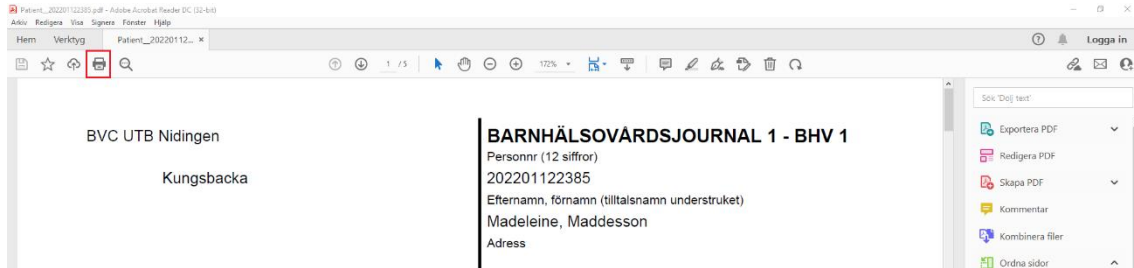 Patient__202201122385.pdf - Adobe Acrobat Reader DC (32-bit)
Arkiv Redigera Visa Signera Fönster Hjälp
Hem Verktyg Patient__20220112... ×
Logga in
1 / 5
172%
Sök 'Dölj text'
BVC UTB Nidingen
Kungsbacka
BARNHÄLSOVÅRDSJOURNAL 1 - BHV 1
Personnr (12 siffror)
202201122385
Efternamn, förnamn (tilltalsnamn understruket)
Madeleine, Maddesson
Adress
Exportera PDF
Redigera PDF
Skapa PDF
Kommentar
Kombinera filer
Ordna sidor